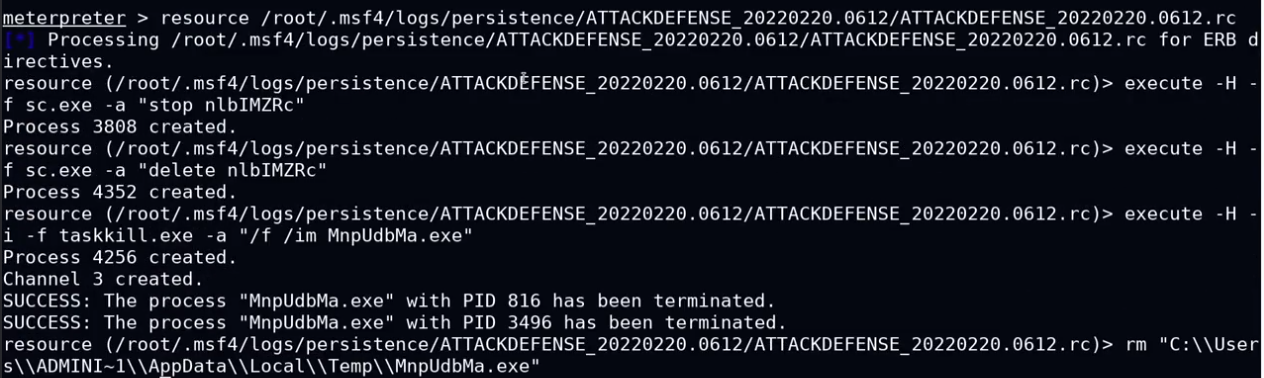 meterpreter > resource /root/.msf4/logs/persistence/ATTACKDEFENSE_20220220.0612/ATTACKDEFENSE_20220220.0612.rc
[*] Processing /root/.msf4/logs/persistence/ATTACKDEFENSE_20220220.0612/ATTACKDEFENSE_20220220.0612.rc for ERB d
irectives.
resource (/root/.msf4/logs/persistence/ATTACKDEFENSE_20220220.0612/ATTACKDEFENSE_20220220.0612.rc)> execute -H -
f sc.exe -a "stop nlbIMZRc"
Process 3808 created.
resource (/root/.msf4/logs/persistence/ATTACKDEFENSE_20220220.0612/ATTACKDEFENSE_20220220.0612.rc)> execute -H -
f sc.exe -a "delete nlbIMZRc"
Process 4352 created.
resource (/root/.msf4/logs/persistence/ATTACKDEFENSE_20220220.0612/ATTACKDEFENSE_20220220.0612.rc)> execute -H -
i -f taskkill.exe -a "/f /im MnpUdbMa.exe"
Process 4256 created.
Channel 3 created.
SUCCESS: The process "MnpUdbMa.exe" with PID 816 has been terminated.
SUCCESS: The process "MnpUdbMa.exe" with PID 3496 has been terminated.
resource (/root/.msf4/logs/persistence/ATTACKDEFENSE_20220220.0612/ATTACKDEFENSE_20220220.0612.rc)> rm "C:\\User
s\\ADMINI~1\\AppData\\Local\\Temp\\MnpUdbMa.exe"